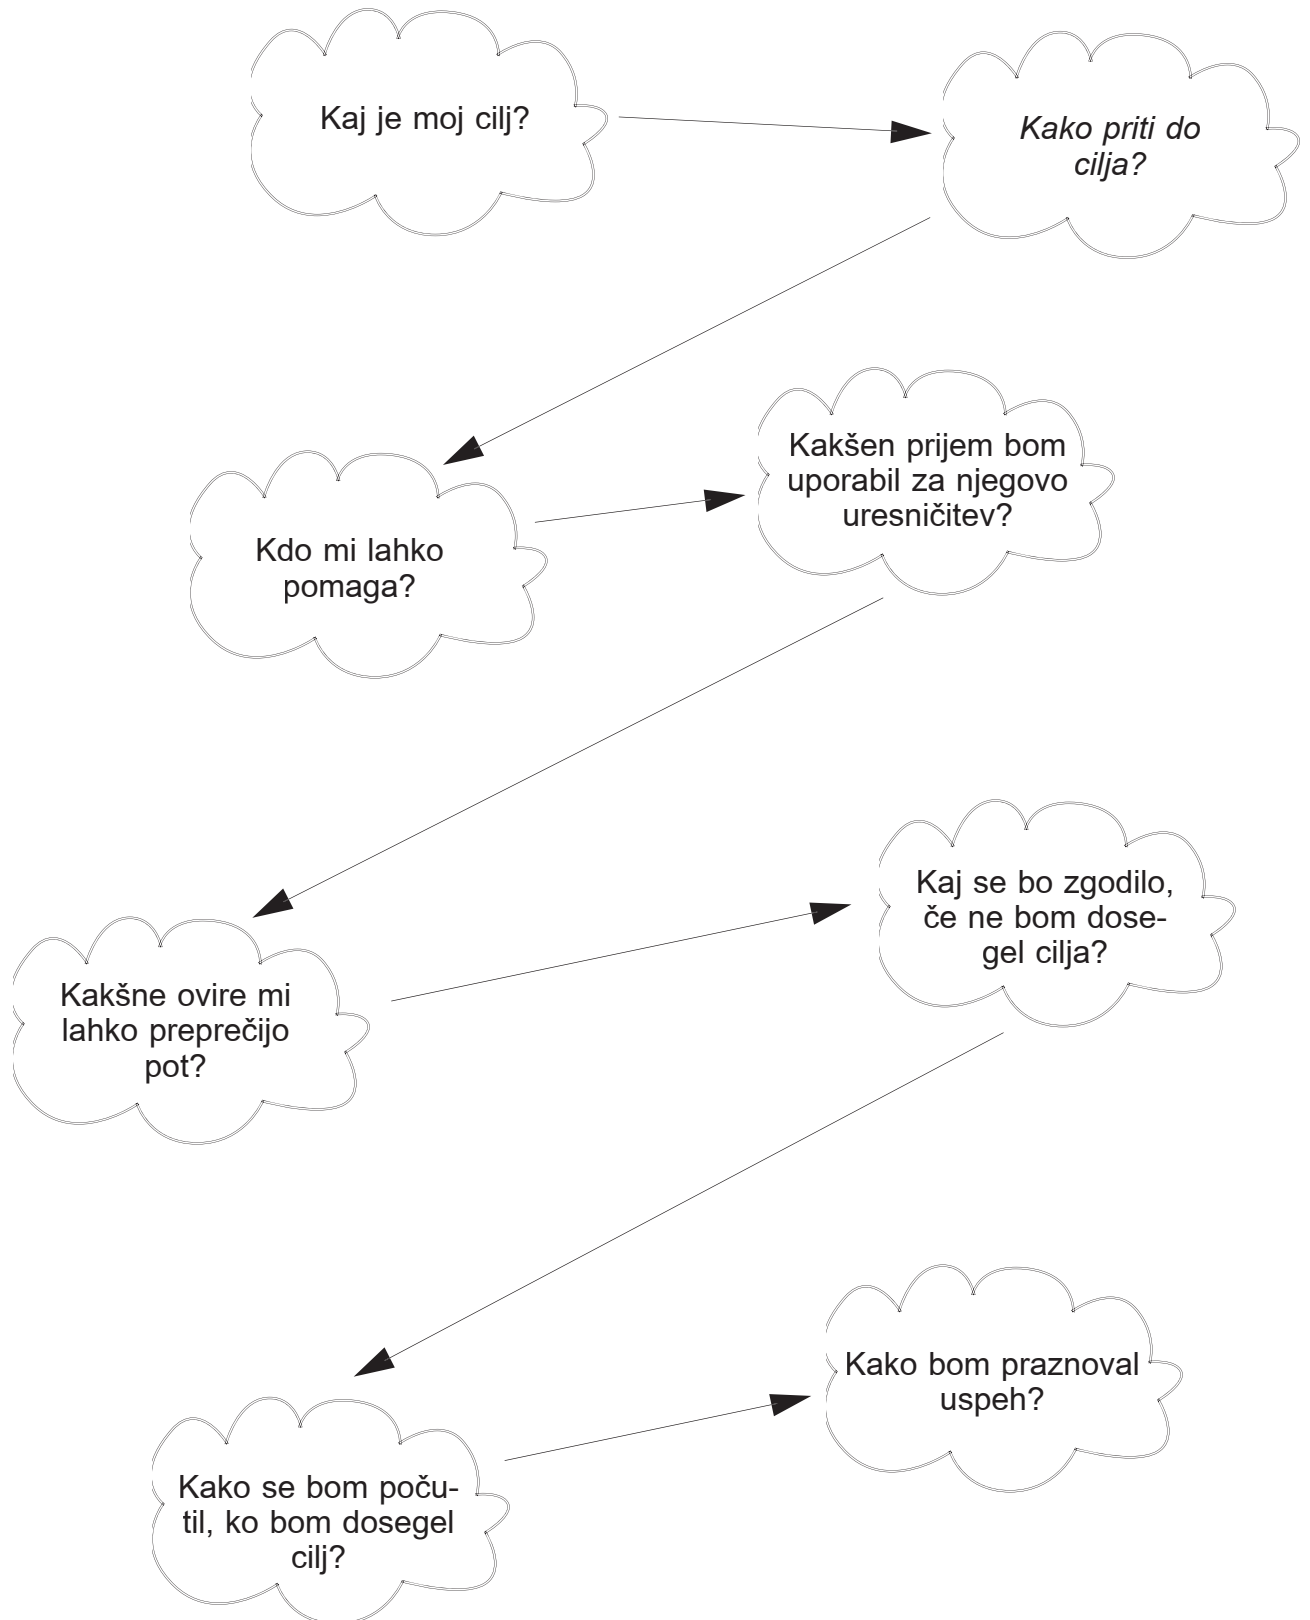 Kaj je moj cilj?
Kako priti do
cilja?
Kdo mi lahko
pomaga?
Kakšen prijem bom
uporabil za njegovo
uresničitev?
Kakšne ovire mi
lahko preprečijo
pot?
Kaj se bo zgodilo,
če ne bom dose-
gel cilja?
Kako se bom poču-
til, ko bom dosegel
cilj?
Kako bom praznoval
uspeh?